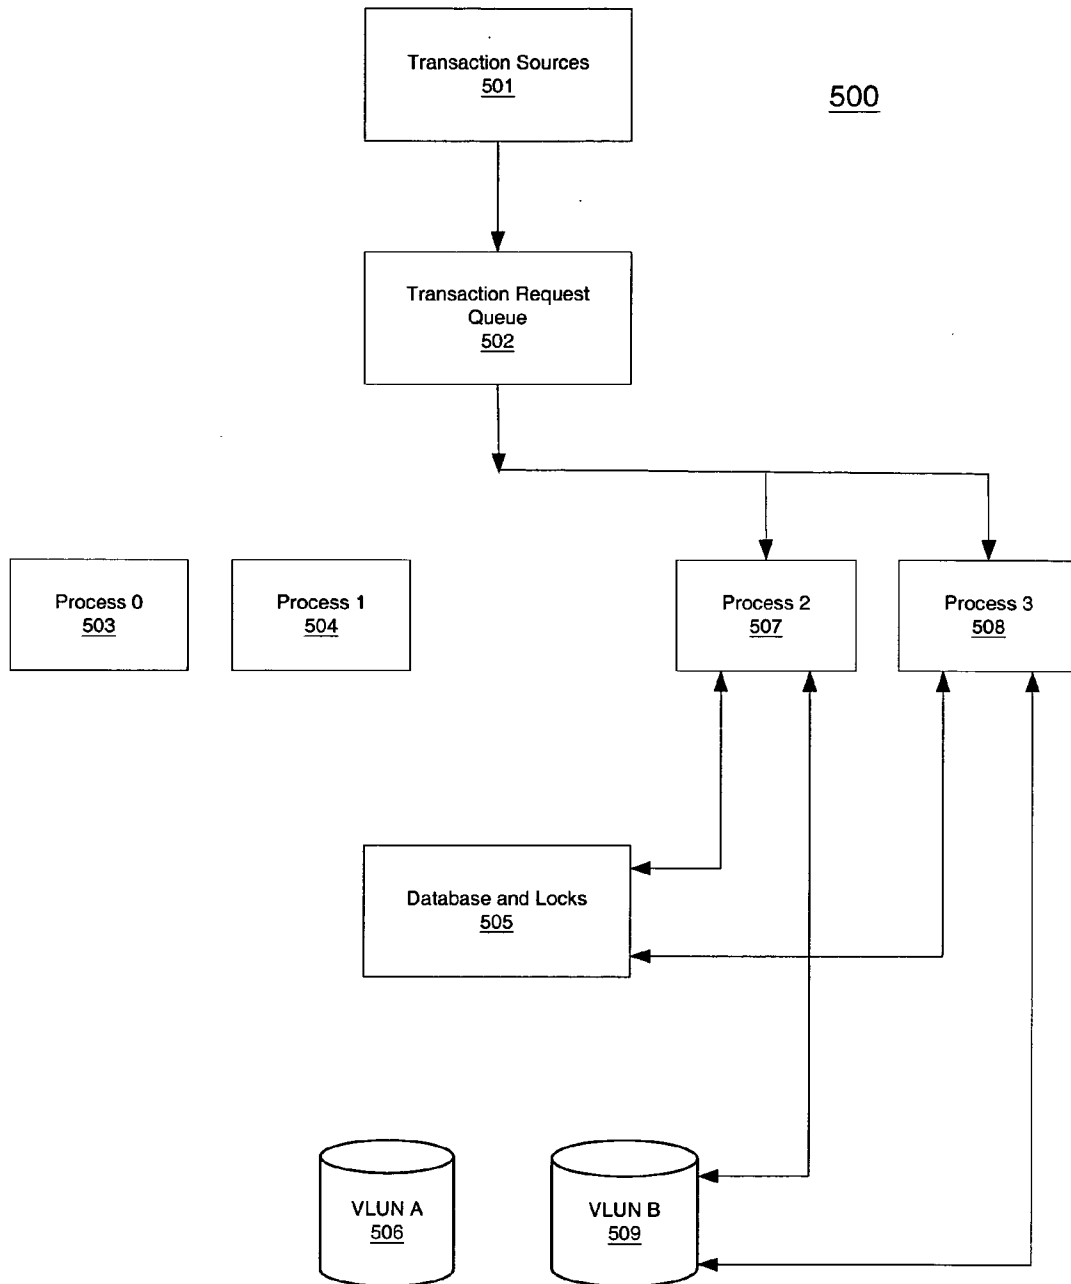 Transaction Sources
501
500
Transaction Request
Queue
502
Process 0
503
Process 1
504
Process 2
507
Process 3
508
Database and Locks
505
VLUN A
506
VLUN B
509